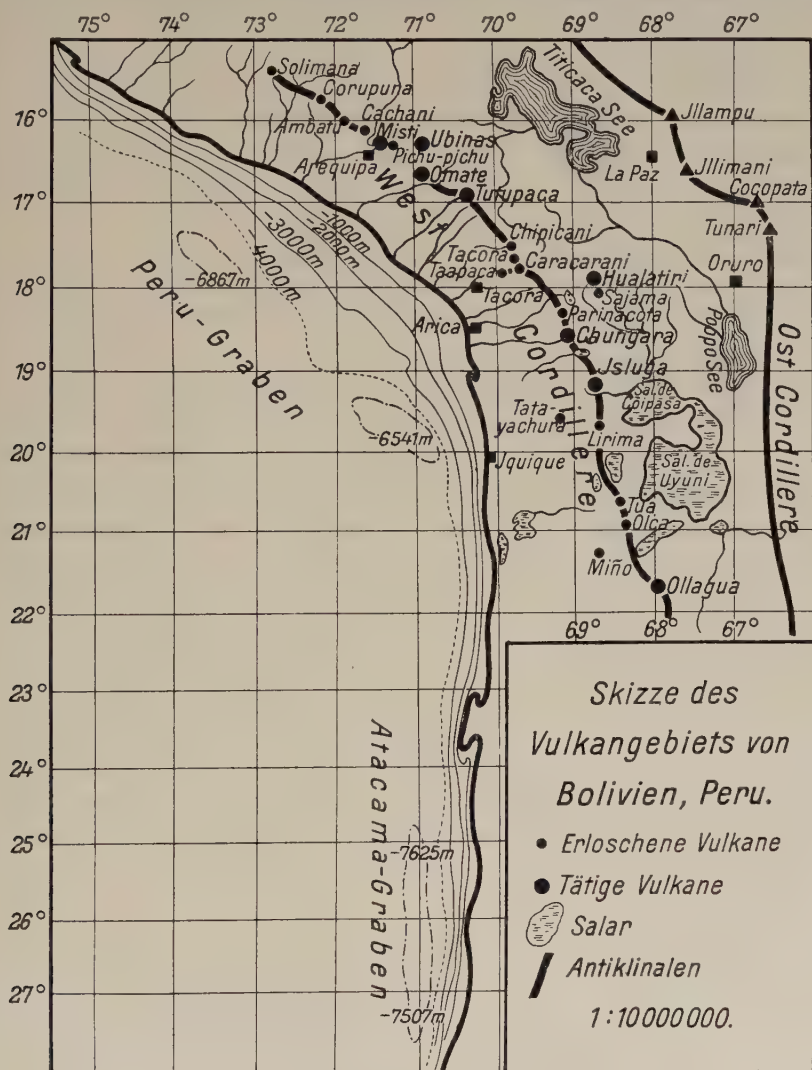 75° 74° 73° 72° 71° 70° 69° 68° 67°
16°
17°
18°
19°
20°
21°
22°
23°
24°
25°
26°
27°
Solimana
Corupuna
Cachani
Ambatu
Misti
Ubinas
Pichu-pichu
Arequipa
Omate
Tutupaca
Titicaca See
Jllampu
La Paz
Jllimani
Cocopata
Tunari
Chipicani
Tacora
Caracarani
Taapaca
Hualatiri
Oruro
Tacora
Sajama
Parinacota
Arica
Chungara
Poopo See
Jsluga
Sal. de
Coipasa
Tata-
yachura
Lirima
Sal. de
Uyuni
Jquique
Tua
Olca
Miño
Ollagua
West Cordillere
Ost Cordillere
-1000m
-2000m
-3000m
-4000m
-6867m
Peru-Graben
-6541m
69° 68° 67°
Atacama-Graben
-7625m
-7507m
Skizze des
Vulkangebiets von
Bolivien, Peru.
Erloschene Vulkane
Tätige Vulkane
Salar
Antiklinalen
1:10000000.